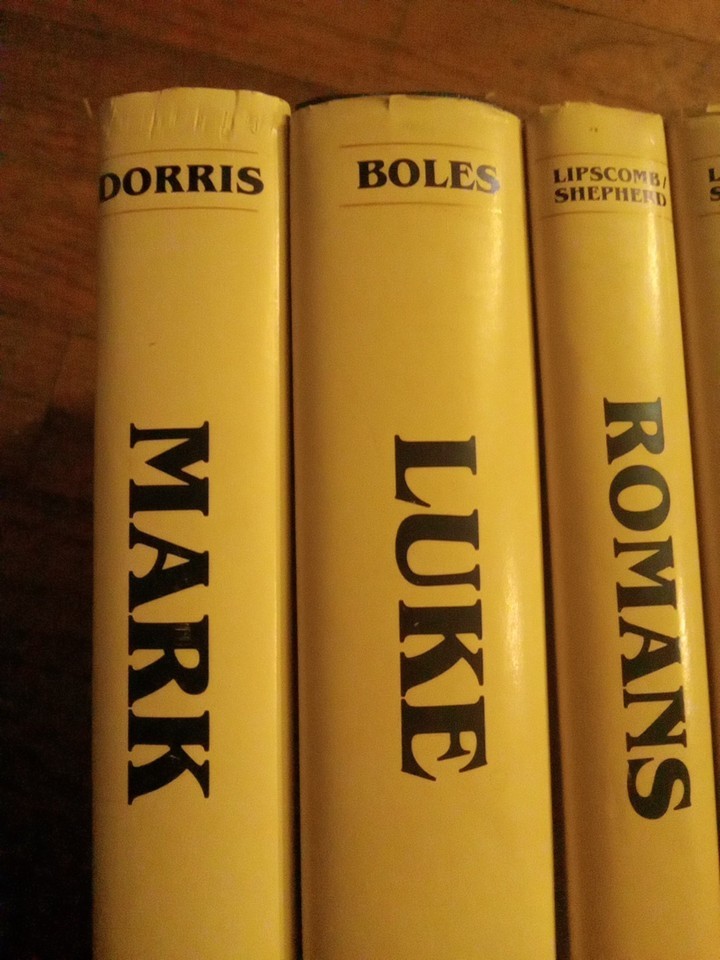 DORRIS
MARK
BOLES
LUKE
LIPSCOMB/
SHEPHERD
ROMANS